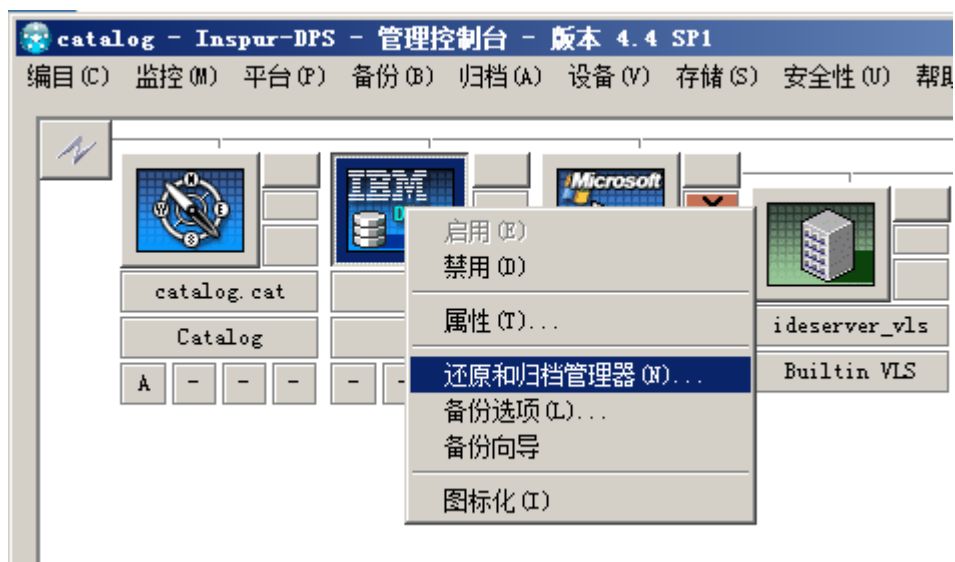 catalog - Inspur-DPS - 管理控制台 - 版本 4.4 SP1
编目(C) 监控(M) 平台(P) 备份(B) 归档(A) 设备(V) 存储(S) 安全性(U)
IBM
Microsoft
N
W
E
S
启用(E)
禁用(D)
属性(T)...
还原和归档管理器(N)...
备份选项(L)...
备份向导
图标化(I)
catalog.cat
Catalog
A - - - - -
ideserver_vls
Builtin VLS